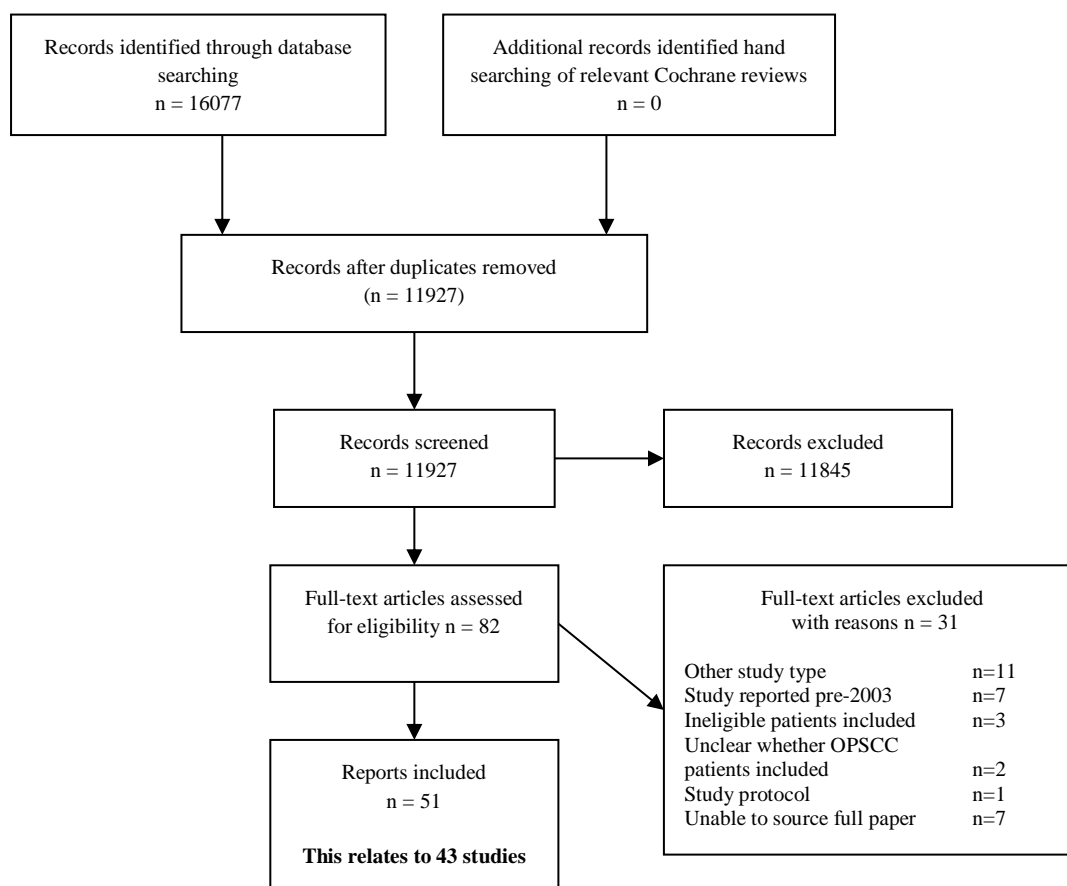 Records identified through database
searching
n = 16077
Additional records identified hand
searching of relevant Cochrane reviews
n = 0
Records after duplicates removed
(n = 11927)
Records screened
n = 11927
Records excluded
n = 11845
Full-text articles assessed
for eligibility n = 82
Full-text articles excluded
with reasons n = 31
Other study type n=11
Study reported pre-2003 n=7
Ineligible patients included n=3
Unclear whether OPSCC
patients included n=2
Study protocol n=1
Unable to source full paper n=7
Reports included
n = 51
This relates to 43 studies